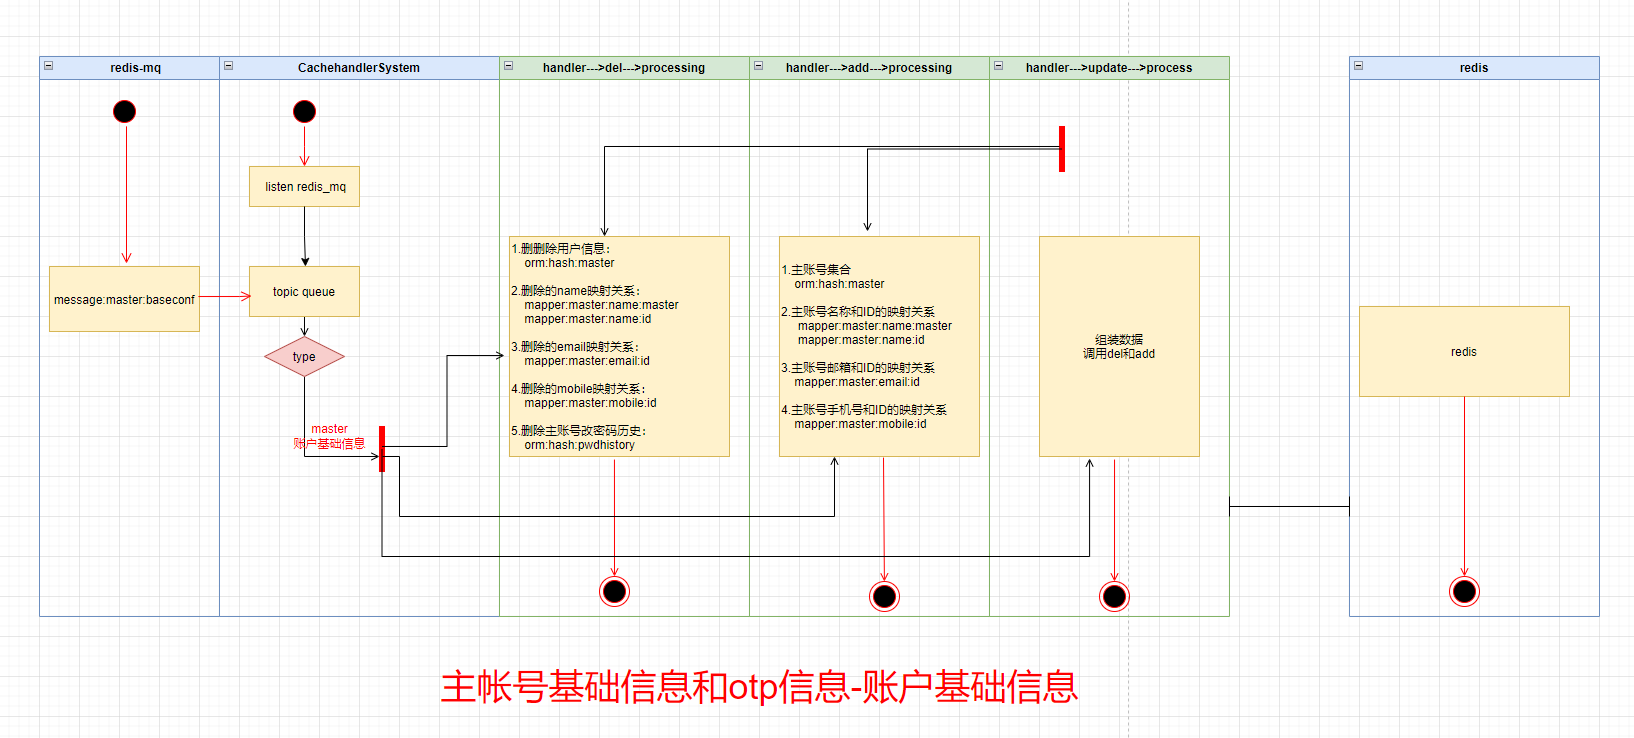 redis-mq
CachehandlerSystem
handler--->del--->processing
handler--->add--->processing
handler--->update--->process
redis
listen redis_mq
message:master:baseconf
topic queue
type
master
账户基础信息
1.删删除用户信息：
orm:hash:master
2.删除的name映射关系：
mapper:master:name:master
mapper:master:name:id
3.删除的email映射关系：
mapper:master:email:id
4.删除的mobile映射关系：
mapper:master:mobile:id
5.删除主账号改密码历史：
orm:hash:pwdhistory
1.主账号集合
orm:hash:master
2.主账号名称和ID的映射关系
mapper:master:name:master
mapper:master:name:id
3.主账号邮箱和ID的映射关系
mapper:master:email:id
4.主账号手机号和ID的映射关系
mapper:master:mobile:id
组装数据
调用del和add
redis
主帐号基础信息和otp信息-账户基础信息